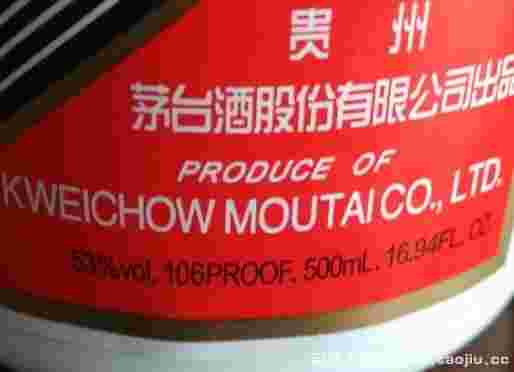 贵州
茅台酒股份有限公司出品
PRODUCE OF
KWEICHOW MOUTAI CO., LTD.
53%vol. 106PROOF. 500mL. 16.94FL. OZ.